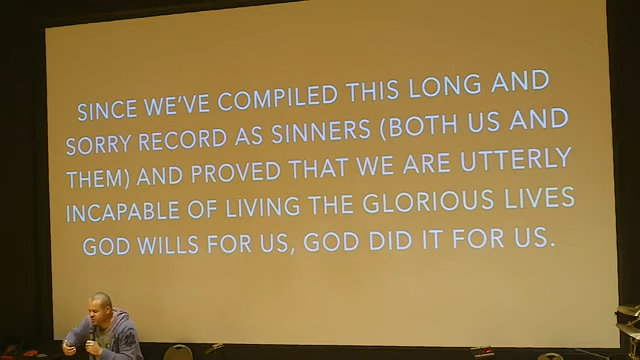 SINCE WE'VE COMPILED THIS LONG AND
SORRY RECORD AS SINNERS (BOTH US AND
THEM) AND PROVED THAT WE ARE UTTERLY
INCAPABLE OF LIVING THE GLORIOUS LIVES
GOD WILLS FOR US, GOD DID IT FOR US.